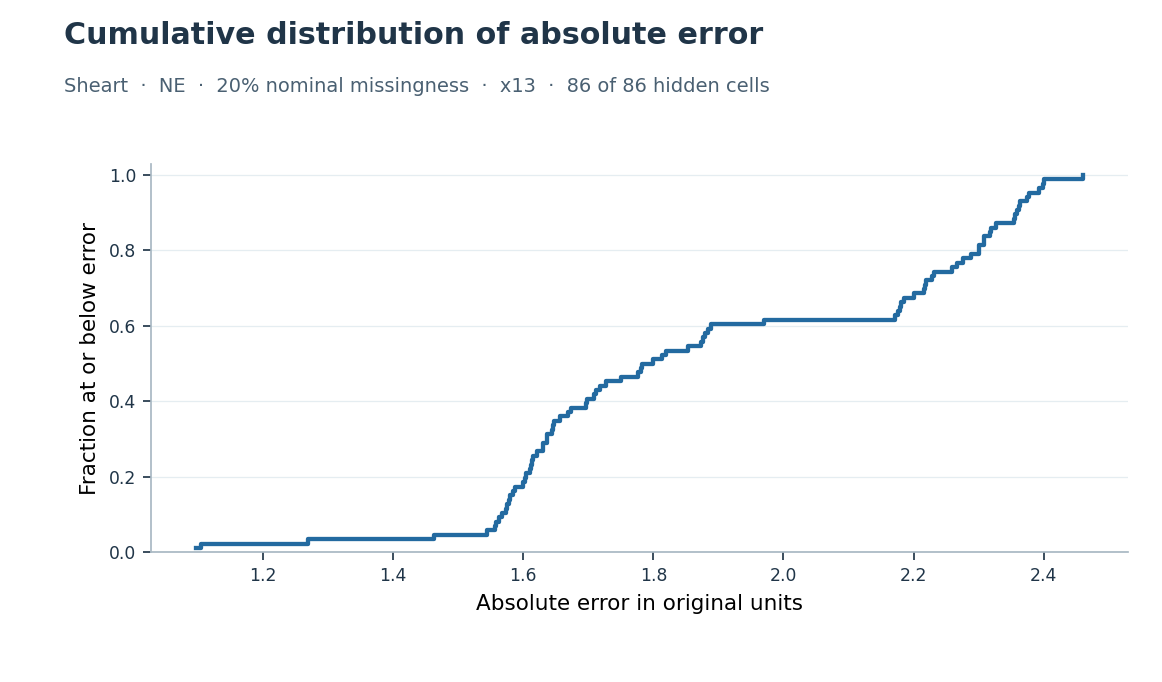 Cumulative distribution of absolute error
Sheart · NE · 20% nominal missingness · x13 · 86 of 86 hidden cells
1.0
0.8
0.6
0.4
0.2
0.0
Fraction at or below error
1.2 1.4 1.6 1.8 2.0 2.2 2.4
Absolute error in original units